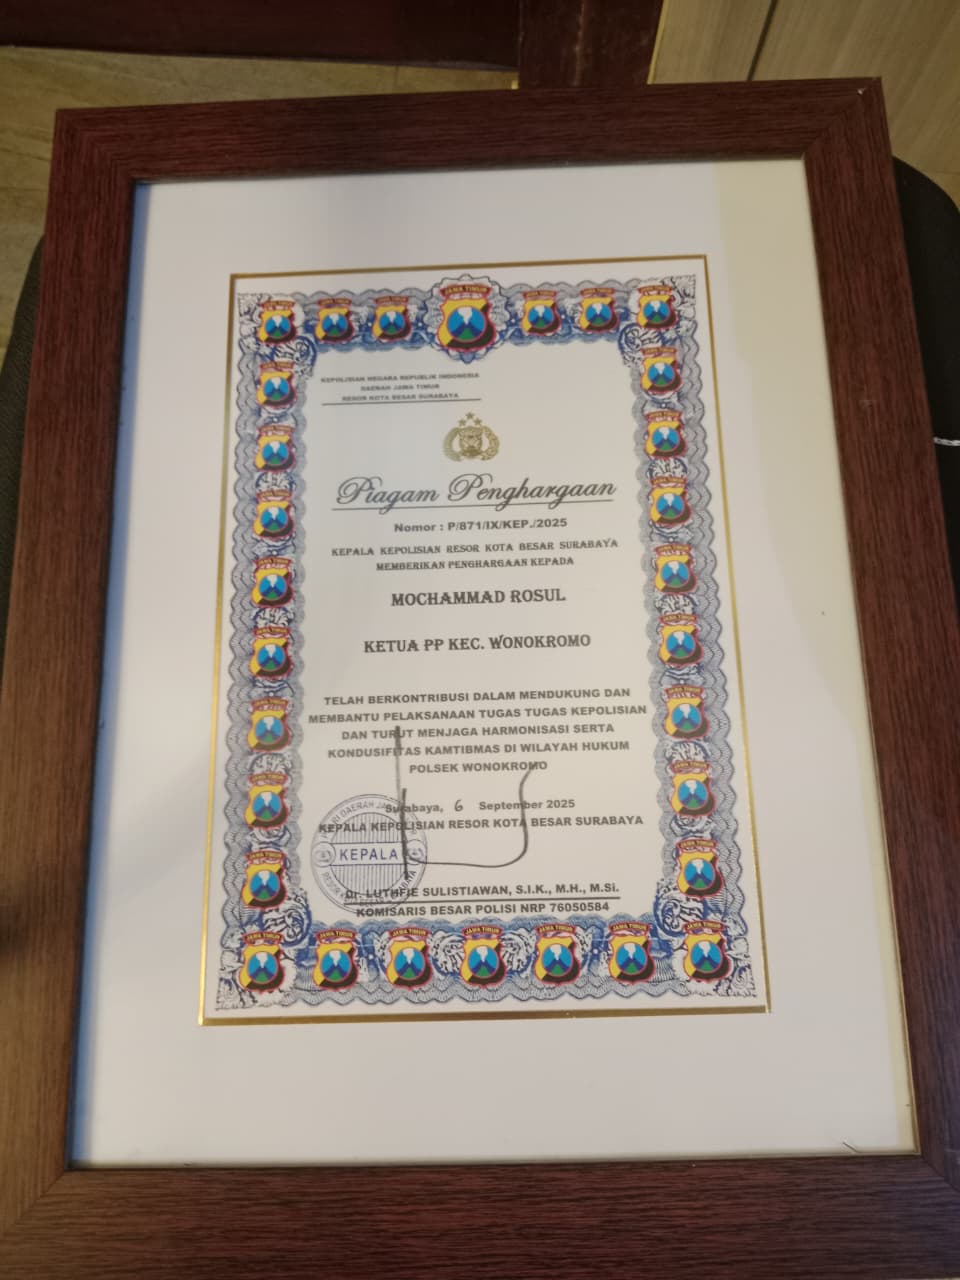 JAWA TIMUR
KEPOLISIAN NEGARA REPUBLIK INDONESIA
DAERAH JAWA TIMUR
RESOR KOTA BESAR SURABAYA
Piagam Penghargaan
Nomor : P/871/IX/KEP./2025
KEPALA KEPOLISIAN RESOR KOTA BESAR SURABAYA
MEMBERIKAN PENGHARGAAN KEPADA
MOCHAMMAD ROSUL
KETUA PP KEC. WONOKROMO
TELAH BERKONTRIBUSI DALAM MENDUKUNG DAN
MEMBANTU PELAKSANAAN TUGAS TUGAS KEPOLISIAN
DAN TURUT MENJAGA HARMONISASI SERTA
KONDUSIFITAS KAMTIBMAS DI WILAYAH HUKUM
POLSEK WONOKROMO
Surabaya, 6 September 2025
KEPALA KEPOLISIAN RESOR KOTA BESAR SURABAYA
KEPALA
Dr. LUTHFIE SULISTIAWAN, S.I.K., M.H., M.Si.
KOMISARIS BESAR POLISI NRP 76050584